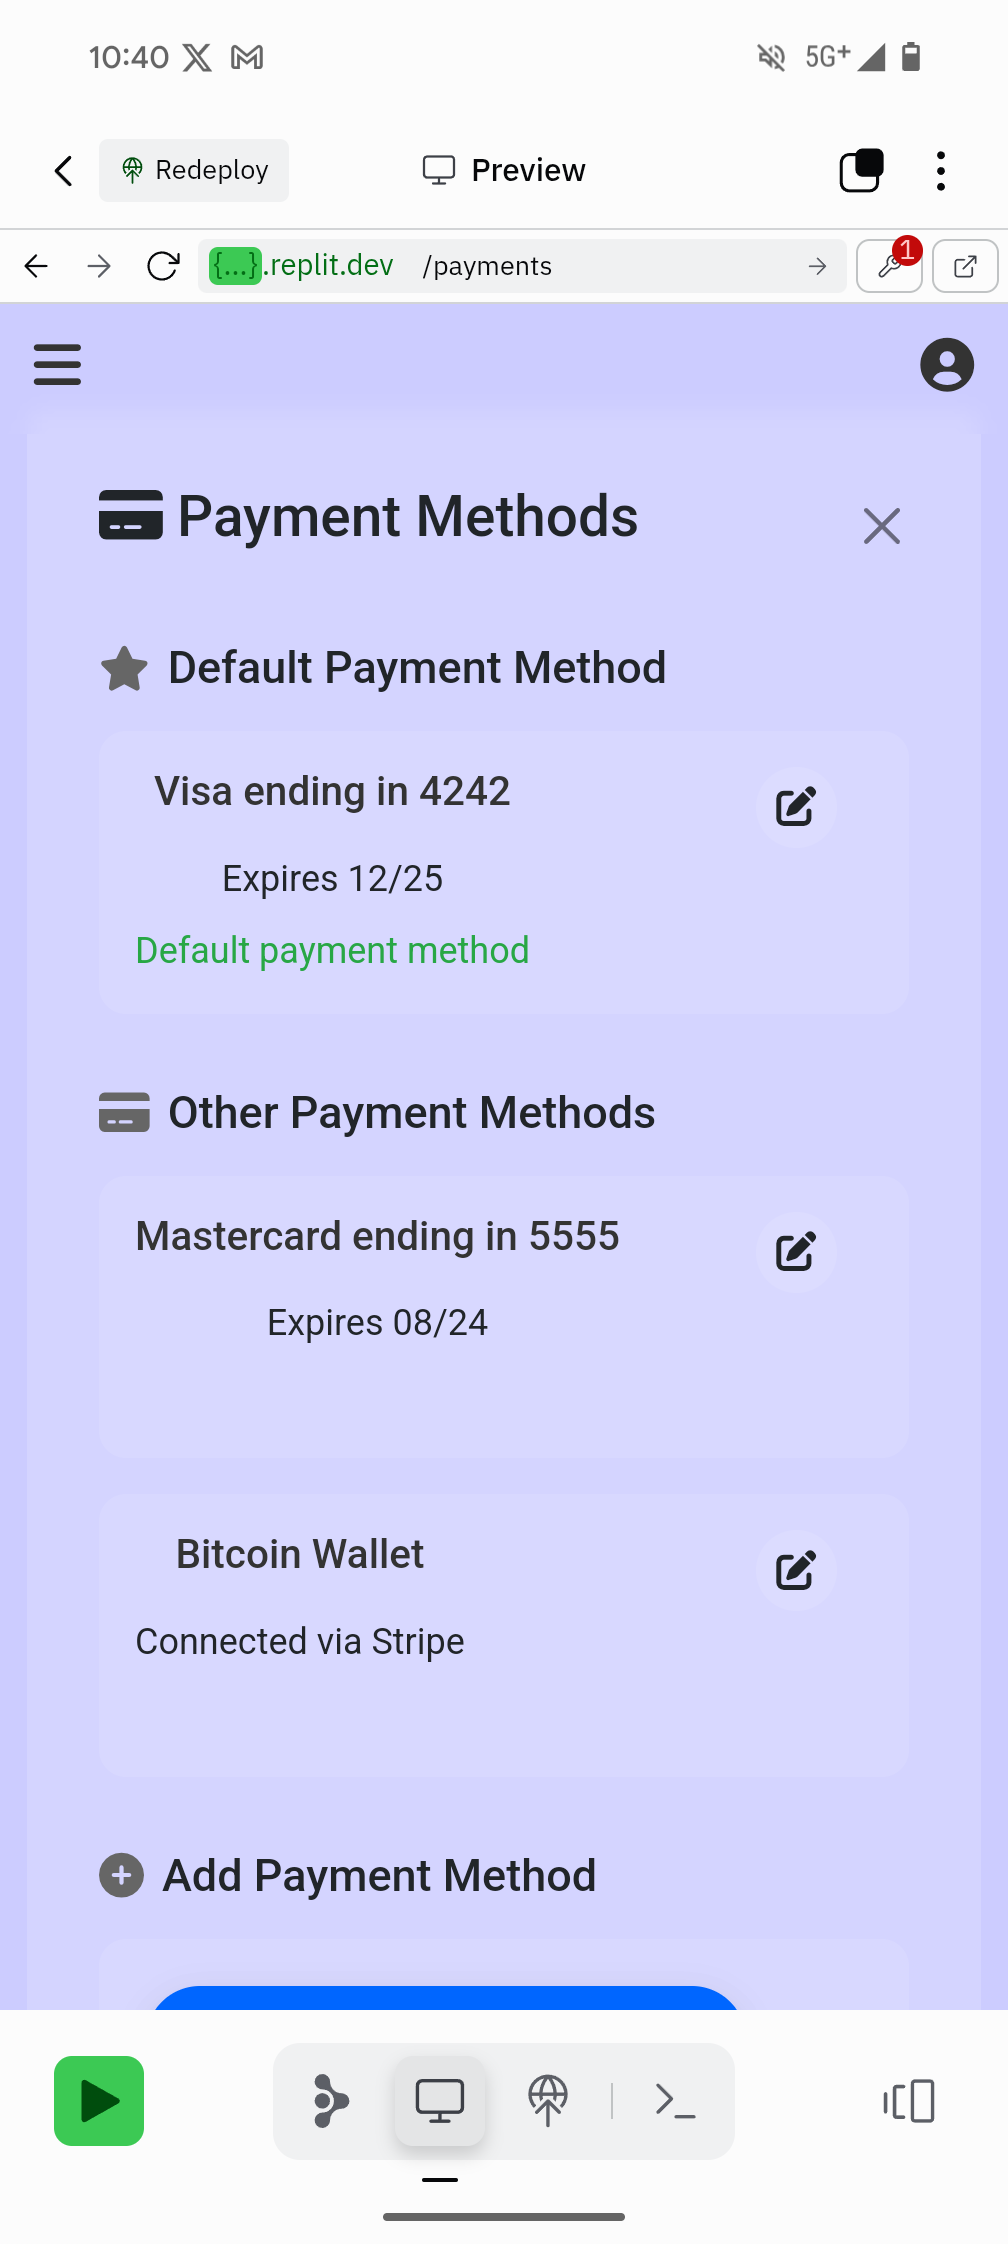 10:40 5G+
Redeploy Preview
{...}.replit.dev /payments 1
Payment Methods
Default Payment Method
Visa ending in 4242
Expires 12/25
Default payment method
Other Payment Methods
Mastercard ending in 5555
Expires 08/24
Bitcoin Wallet
Connected via Stripe
Add Payment Method